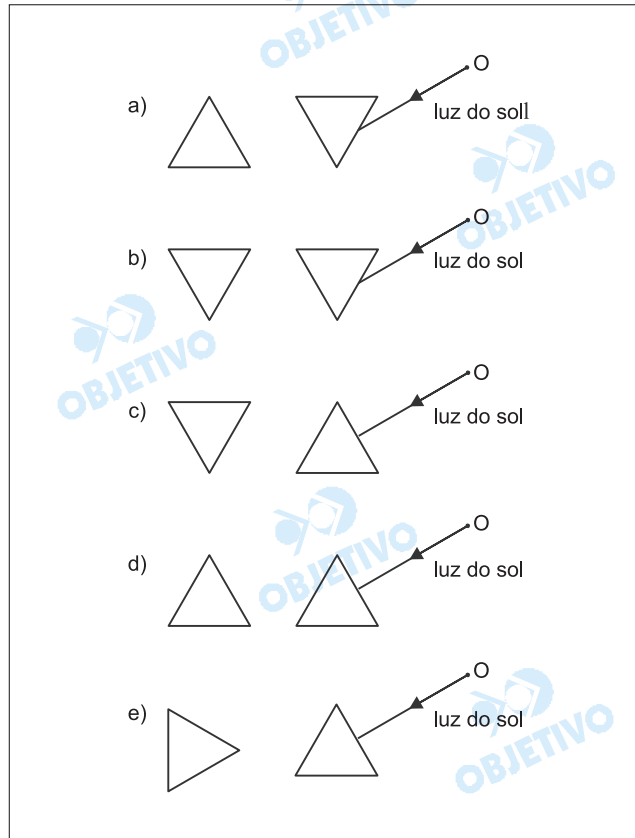 OBJETIVO
a)
O
luz do soll
OBJETIVO
b)
O
luz do sol
OBJETIVO
c)
O
luz do sol
d)
O
luz do sol
OBJETIVO
e)
O
luz do sol
OBJETIVO